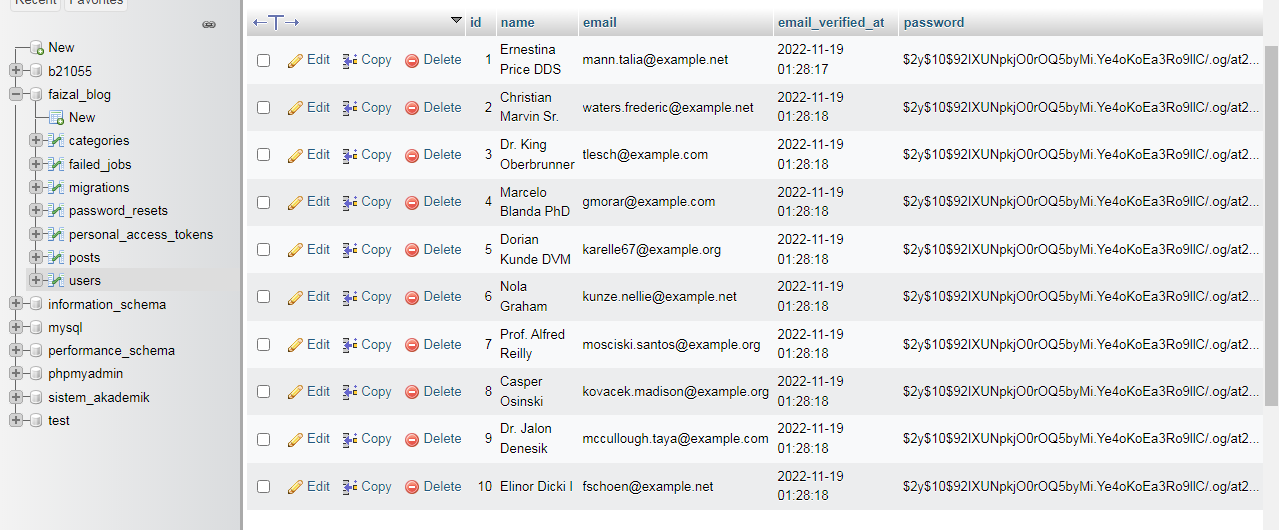 Recent Favorites
New
b21055
faizal_blog
New
categories
failed_jobs
migrations
password_resets
personal_access_tokens
posts
users
information_schema
mysql
performance_schema
phpmyadmin
sistem_akademik
test
←T→ id name email email_verified_at password
Edit Copy Delete 1 Ernestina Price DDS mann.talia@example.net 2022-11-19 01:28:17 $2y$10$92IXUNpkjO0rOQ5byMi.Ye4oKoEa3Ro9llC/.og/at2...
Edit Copy Delete 2 Christian Marvin Sr. waters.frederic@example.net 2022-11-19 01:28:18 $2y$10$92IXUNpkjO0rOQ5byMi.Ye4oKoEa3Ro9llC/.og/at2...
Edit Copy Delete 3 Dr. King Oberbrunner tlesch@example.com 2022-11-19 01:28:18 $2y$10$92IXUNpkjO0rOQ5byMi.Ye4oKoEa3Ro9llC/.og/at2...
Edit Copy Delete 4 Marcelo Blanda PhD gmorar@example.com 2022-11-19 01:28:18 $2y$10$92IXUNpkjO0rOQ5byMi.Ye4oKoEa3Ro9llC/.og/at2...
Edit Copy Delete 5 Dorian Kunde DVM karelle67@example.org 2022-11-19 01:28:18 $2y$10$92IXUNpkjO0rOQ5byMi.Ye4oKoEa3Ro9llC/.og/at2...
Edit Copy Delete 6 Nola Graham kunze.nellie@example.net 2022-11-19 01:28:18 $2y$10$92IXUNpkjO0rOQ5byMi.Ye4oKoEa3Ro9llC/.og/at2...
Edit Copy Delete 7 Prof. Alfred Reilly mosciski.santos@example.org 2022-11-19 01:28:18 $2y$10$92IXUNpkjO0rOQ5byMi.Ye4oKoEa3Ro9llC/.og/at2...
Edit Copy Delete 8 Casper Osinski kovacek.madison@example.org 2022-11-19 01:28:18 $2y$10$92IXUNpkjO0rOQ5byMi.Ye4oKoEa3Ro9llC/.og/at2...
Edit Copy Delete 9 Dr. Jalon Denesik mccullough.taya@example.com 2022-11-19 01:28:18 $2y$10$92IXUNpkjO0rOQ5byMi.Ye4oKoEa3Ro9llC/.og/at2...
Edit Copy Delete 10 Elinor Dicki I fschoen@example.net 2022-11-19 01:28:18 $2y$10$92IXUNpkjO0rOQ5byMi.Ye4oKoEa3Ro9llC/.og/at2...